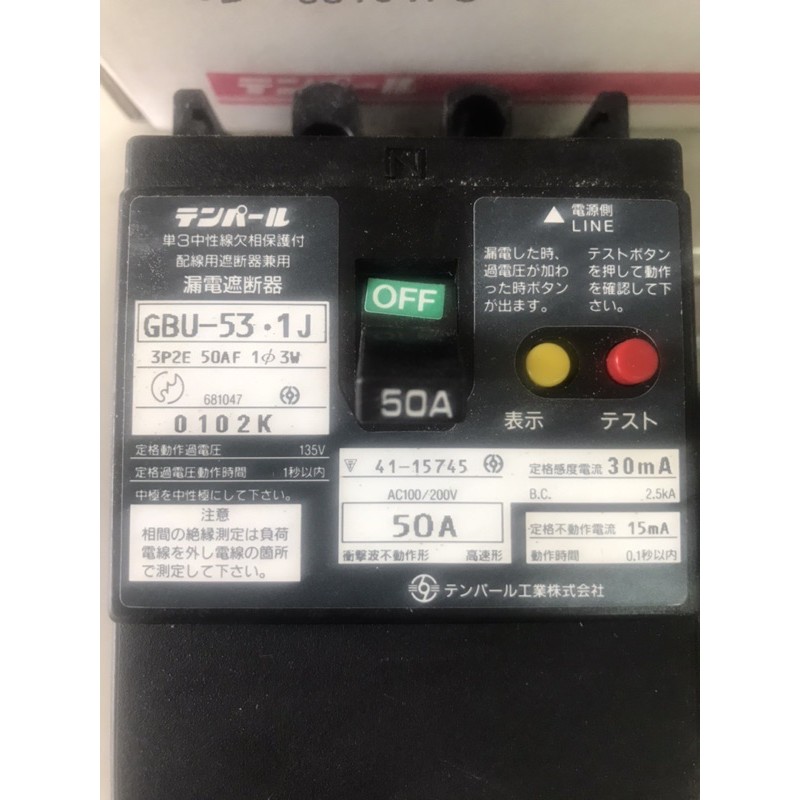 テンパール
テンパール
単3中性線欠相保護付
配線用遮断器兼用
漏電遮断器
GBU-53・1J
3P2E 50AF 1φ3W
681047
0102K
定格動作過電圧 135V
定格過電圧動作時間 1秒以内
中極を中性極にして下さい。
注意
相間の絶縁測定は負荷
電線を外し電線の箇所
で測定して下さい。
OFF
50A
▲ 電源側
LINE
漏電した時、
過電圧が加わ
った時ボタン
が出ます。
テストボタン
を押して動作
を確認して下
さい。
表示 テスト
41-15745
AC100/200V
50A
衝撃波不動作形 高速形
定格感度電流 30mA
B.C. 2.5kA
定格不動作電流 15mA
動作時間 0.1秒以内
テンパール工業株式会社